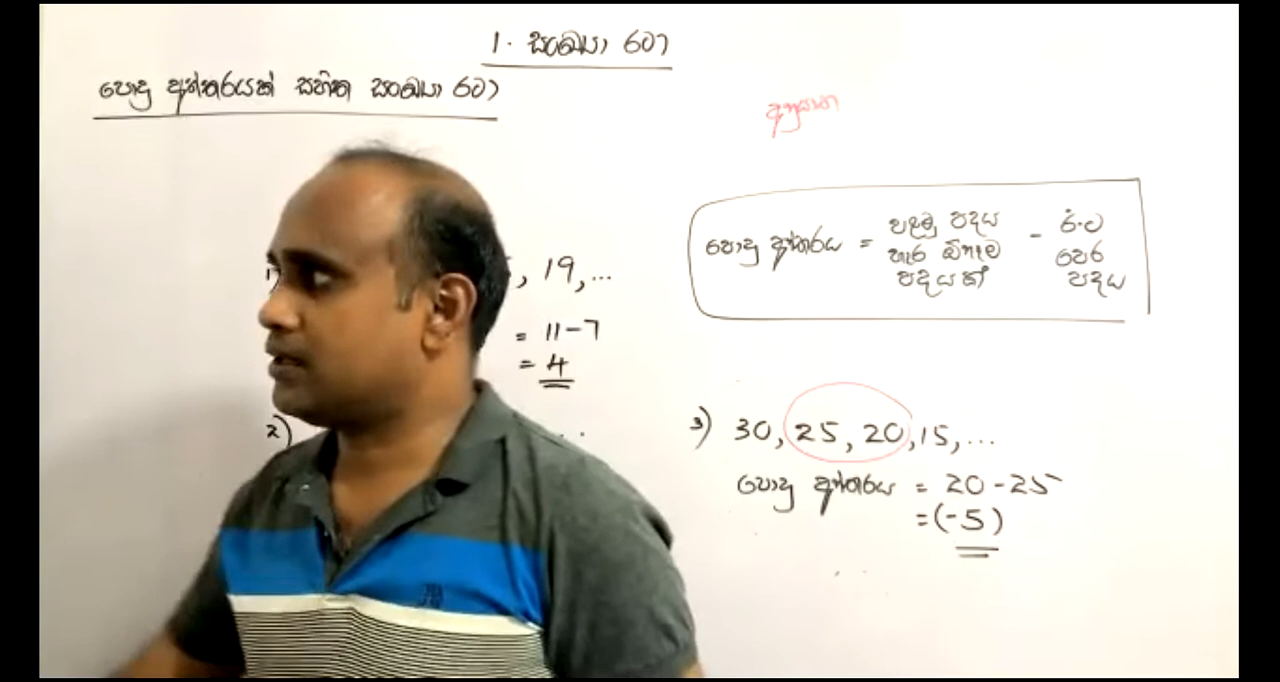 1. සංඛ්‍යා රටා
පොදු අන්තරයක් සහිත සංඛ්‍යා රටා
, 19, ...
= 11-7
= 4
2)
පොදු අන්තරය = පළමු පදය හැර ඕනෑම පදයක් - ඊට පෙර පදය
3) 30, 25, 20, 15, ...
පොදු අන්තරය = 20 - 25
= (-5)